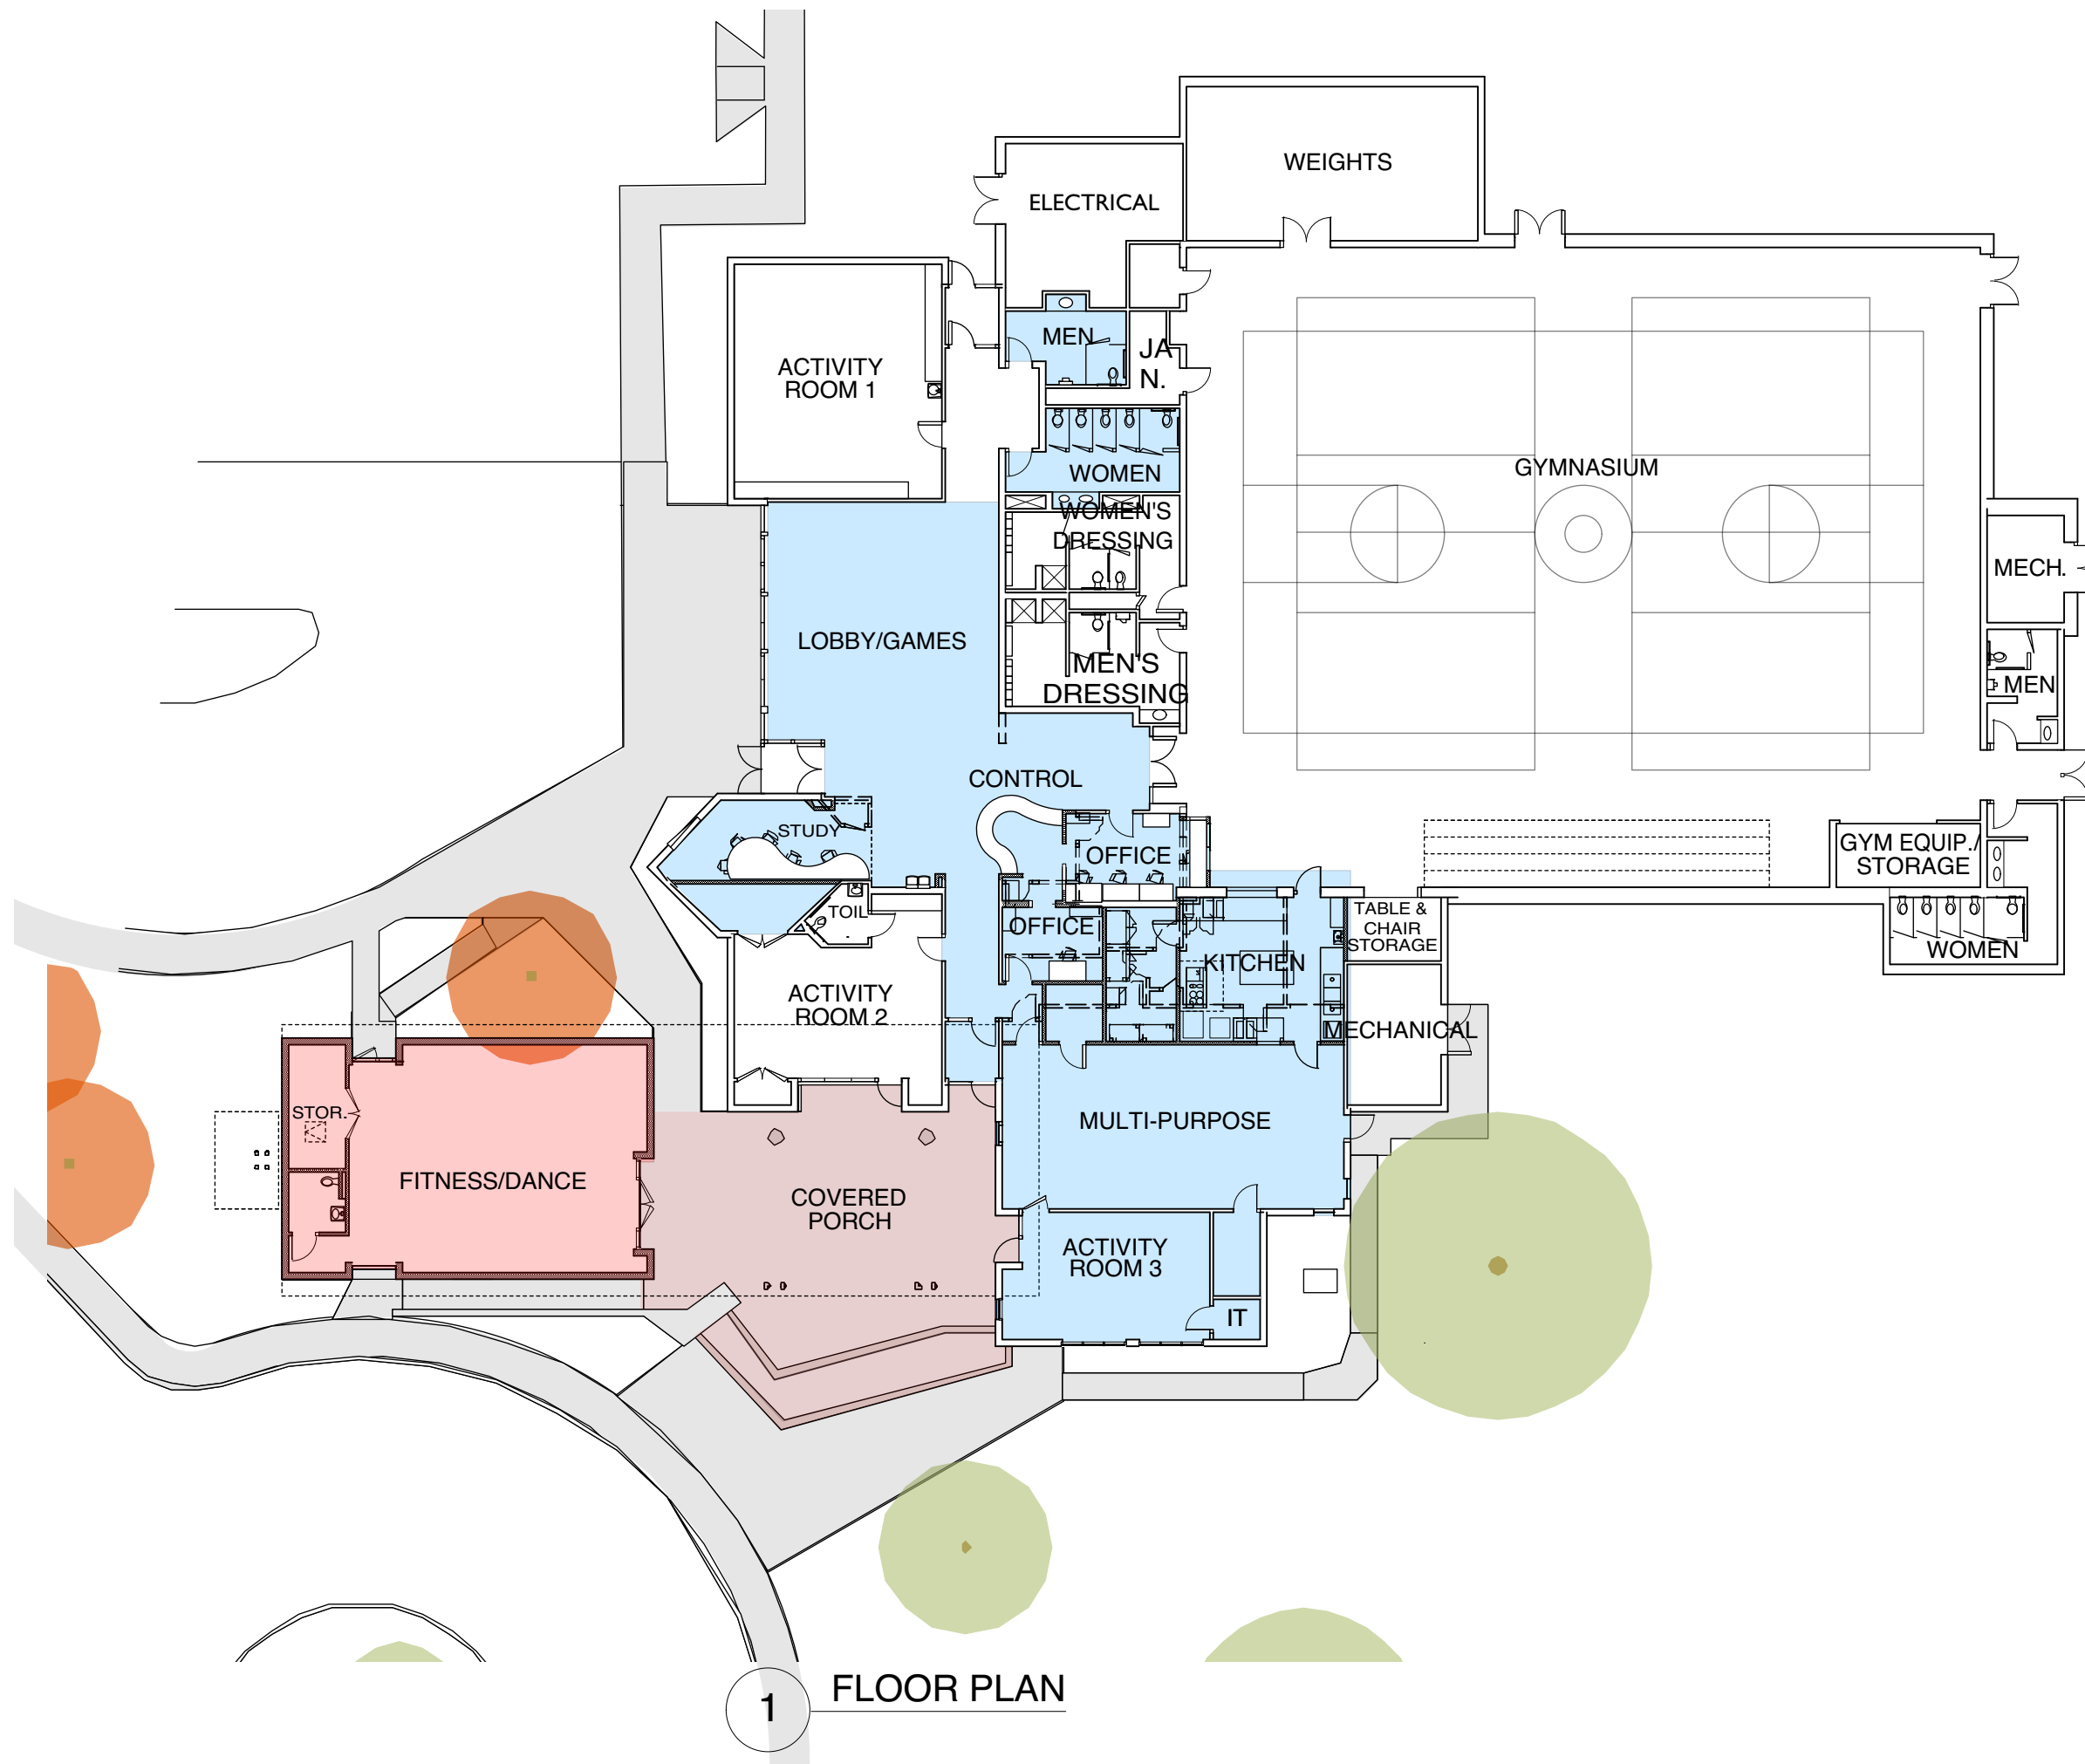 WEIGHTS
ELECTRICAL
MEN
JA
N.
ACTIVITY
ROOM 1
WOMEN
GYMNASIUM
WOMEN'S
DRESSING
MECH.
LOBBY/GAMES
MEN'S
DRESSING
MEN
CONTROL
STUDY
OFFICE
GYM EQUIP./
STORAGE
TOIL
OFFICE
TABLE &
CHAIR
STORAGE
WOMEN
KITCHEN
ACTIVITY
ROOM 2
MECHANICAL
STOR.
MULTI-PURPOSE
FITNESS/DANCE
COVERED
PORCH
ACTIVITY
ROOM 3
IT
1
FLOOR PLAN